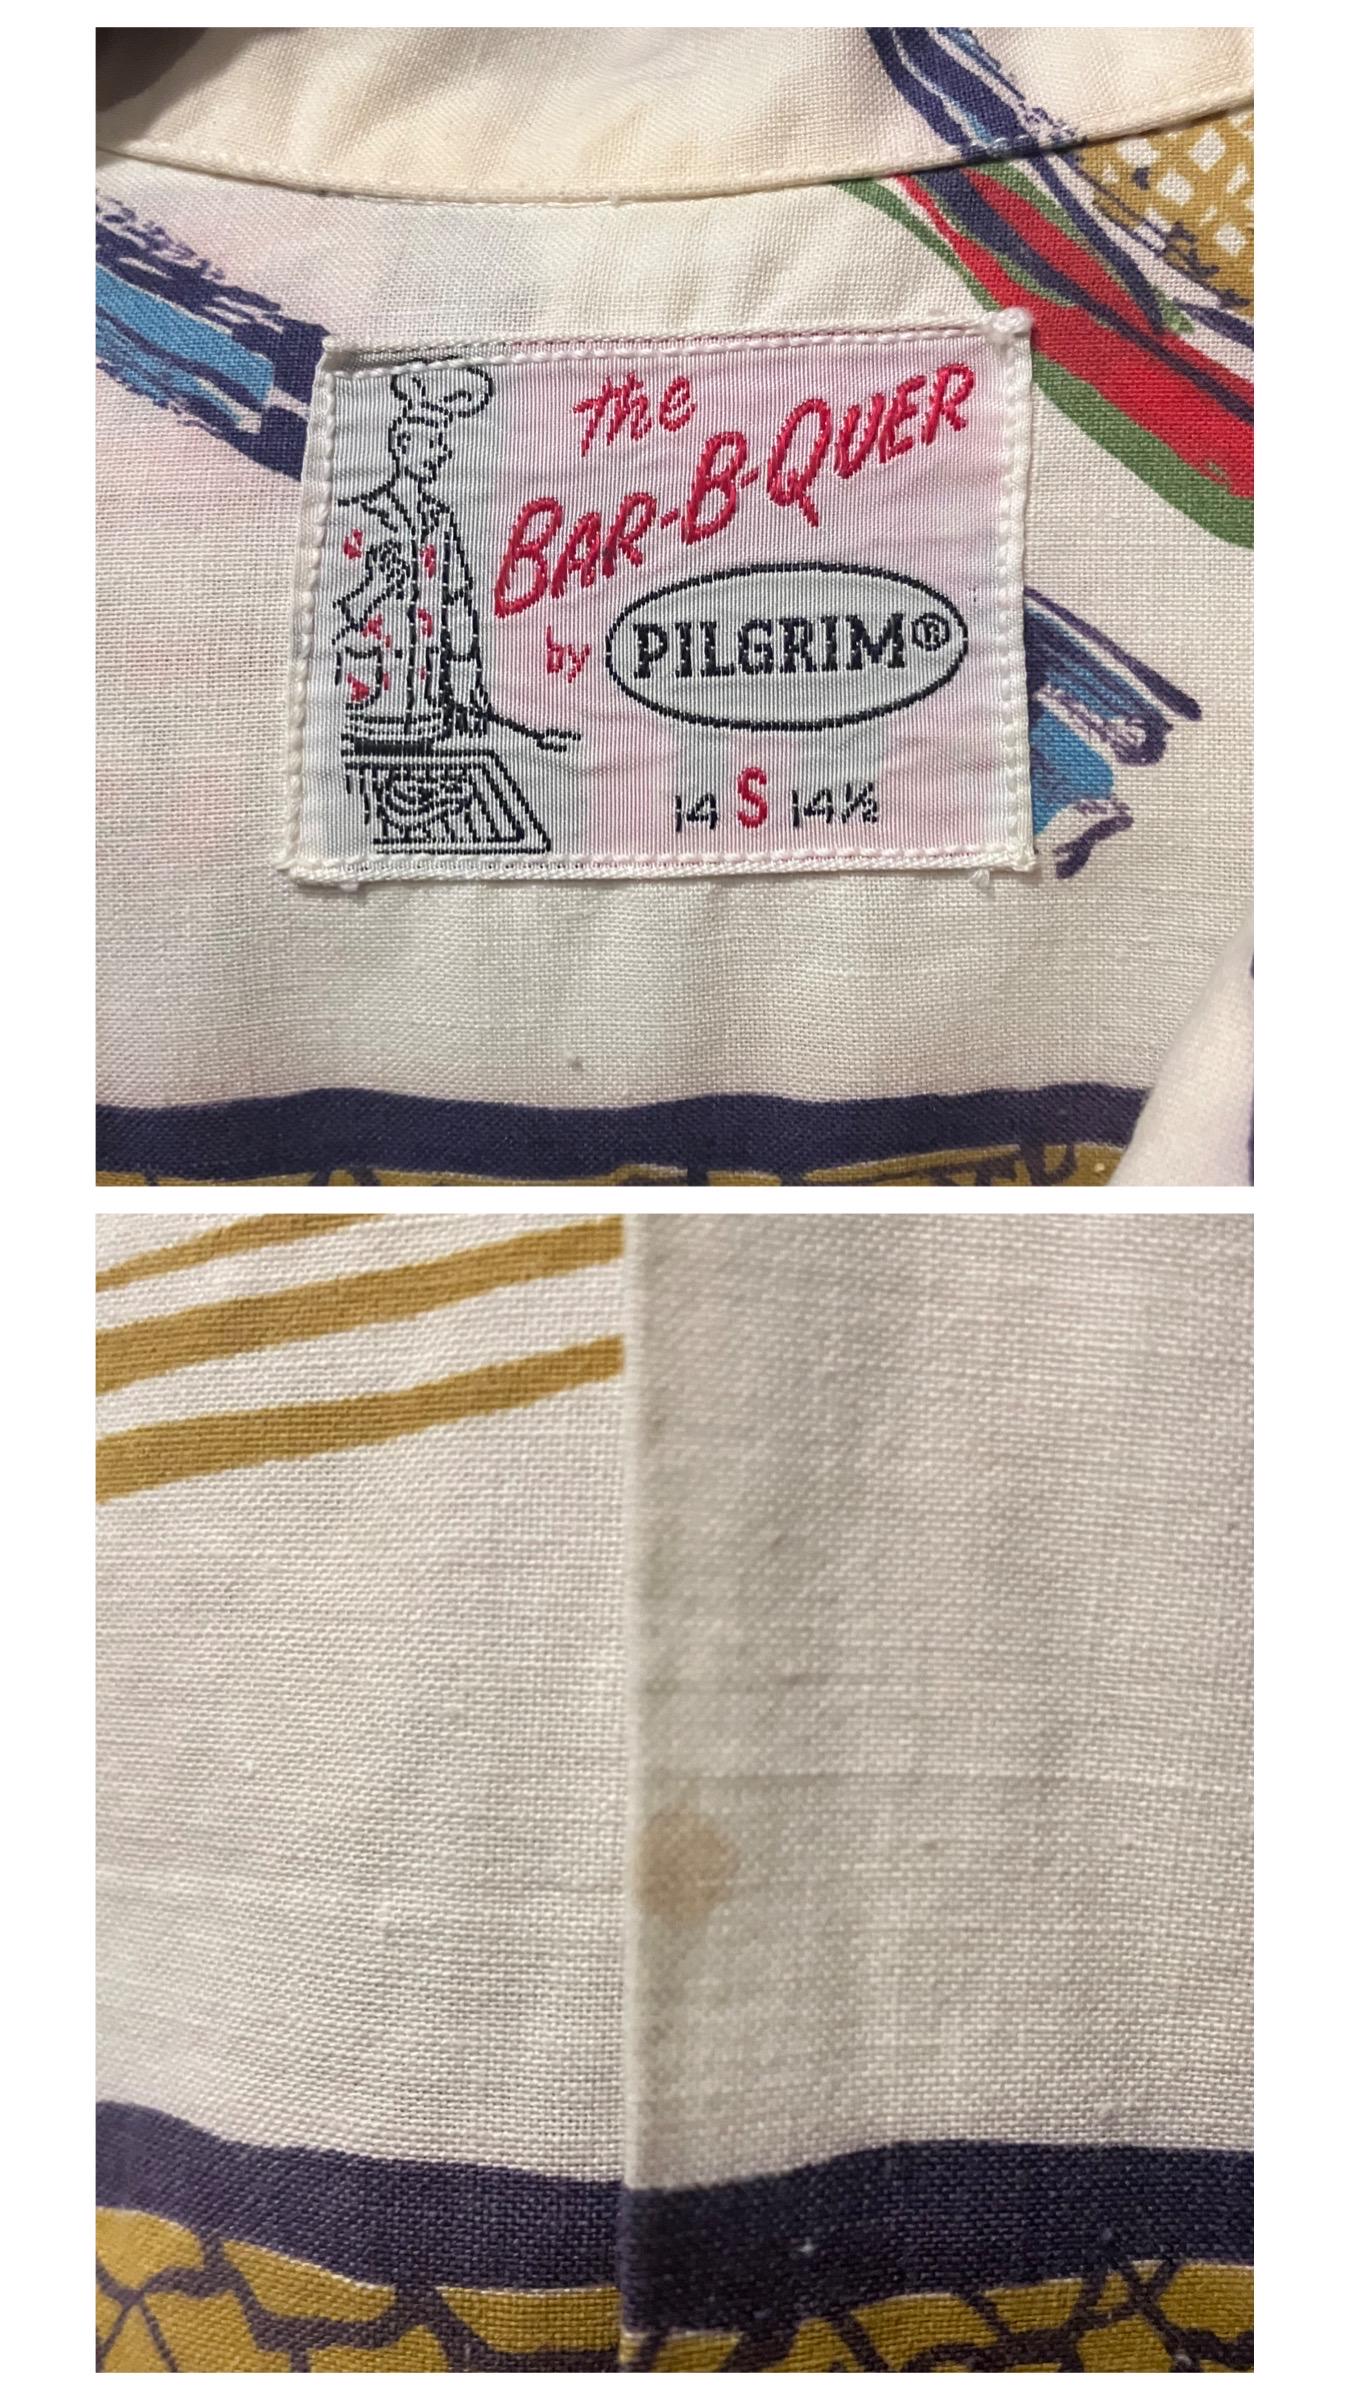 the
BAR-B-QUER
by PILGRIM®
14 S 14½